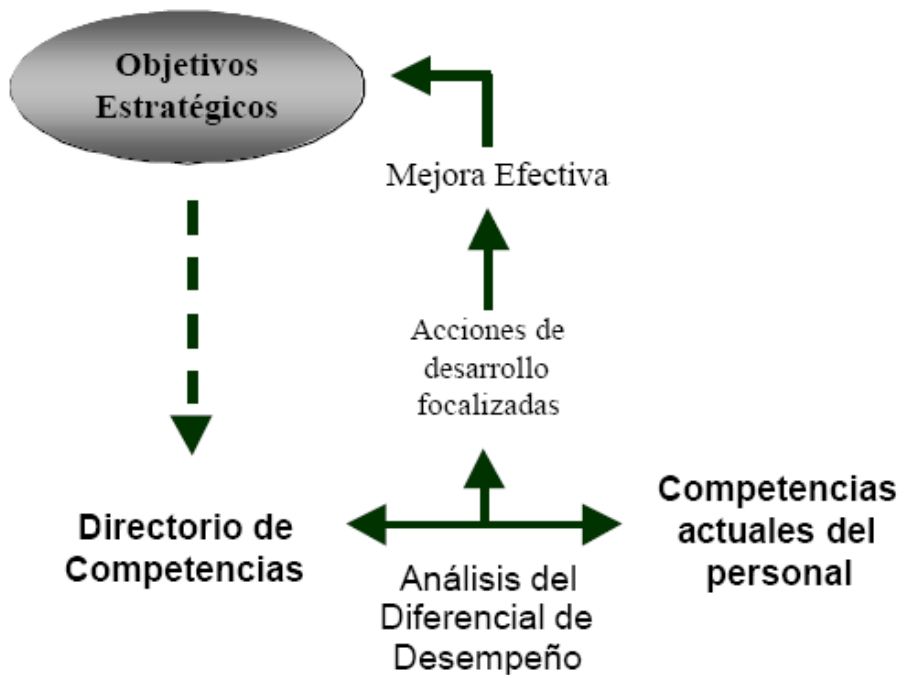 Objetivos
Estratégicos
Mejora Efectiva
Acciones de
desarrollo
focalizadas
Directorio de
Competencias
Análisis del
Diferencial de
Desempeño
Competencias
actuales del
personal